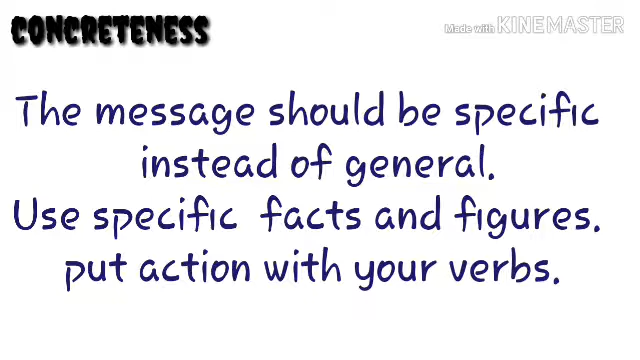 CONCRETENESS
Made with KINEMASTER
The message should be specific
instead of general.
Use specific facts and figures.
put action with your verbs.